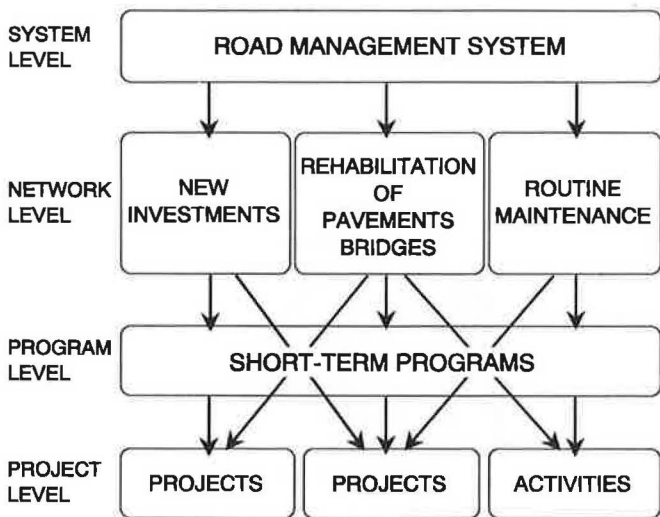 SYSTEM
LEVEL
ROAD MANAGEMENT SYSTEM
NETWORK
LEVEL
NEW
INVESTMENTS
REHABILITATION
OF
PAVEMENTS
BRIDGES
ROUTINE
MAINTENANCE
PROGRAM
LEVEL
SHORT-TERM PROGRAMS
PROJECT
LEVEL
PROJECTS
PROJECTS
ACTIVITIES